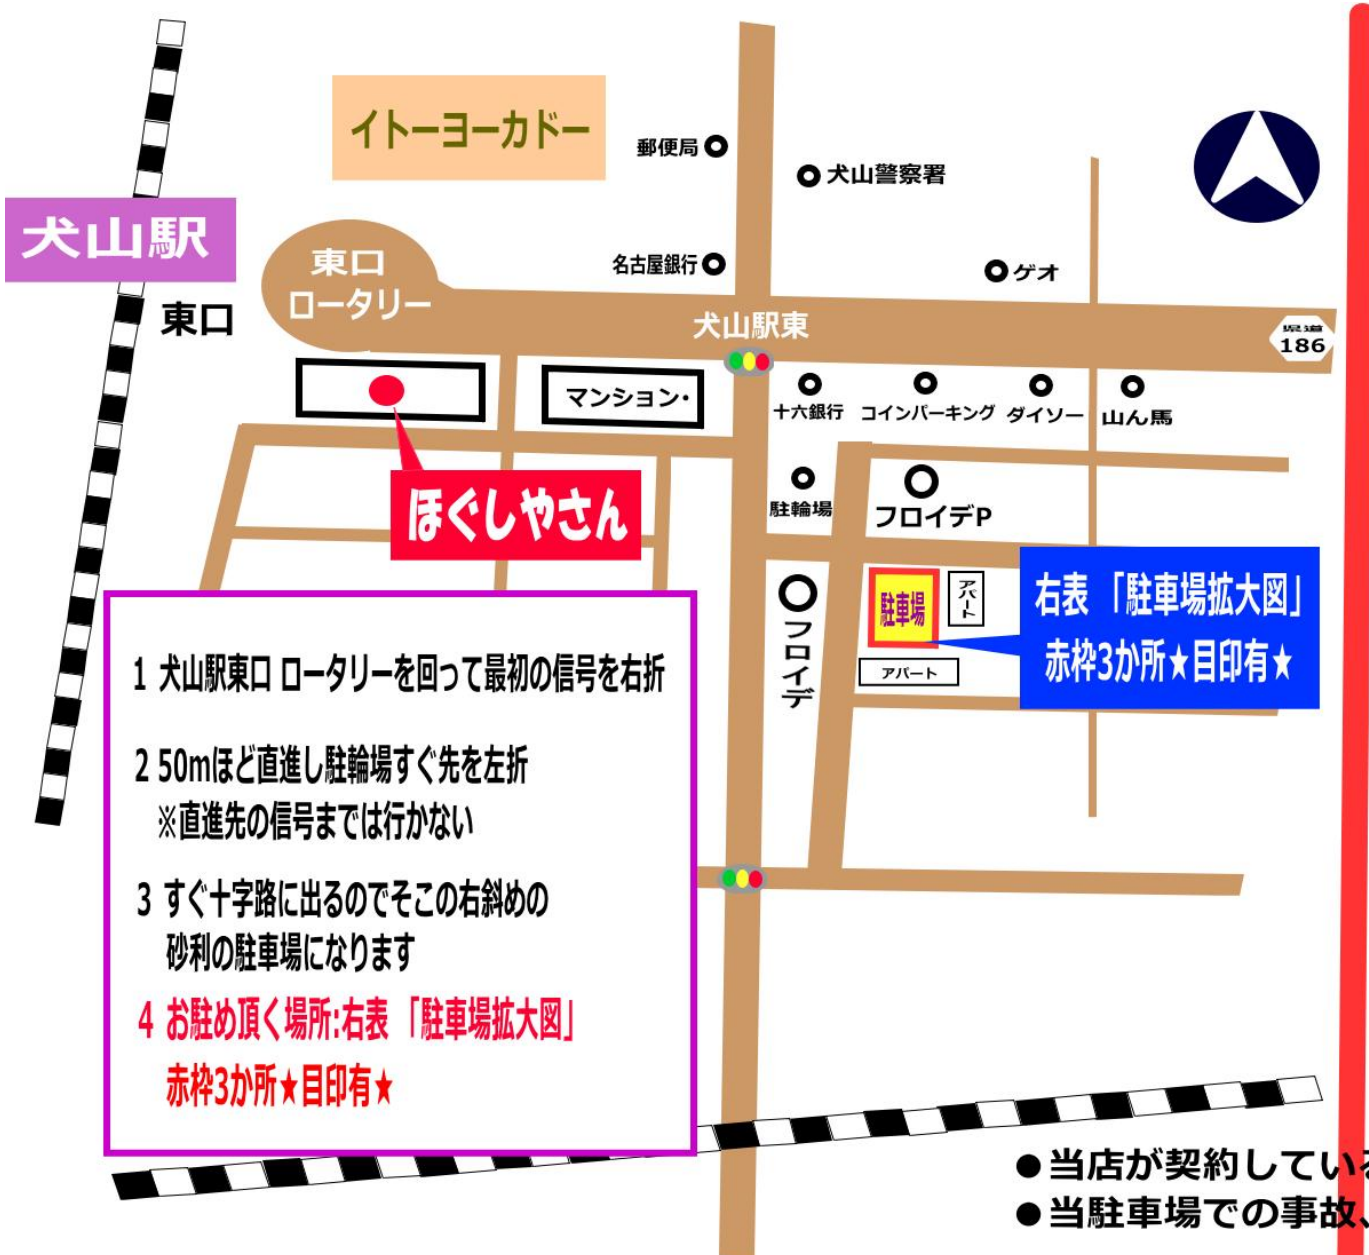 イトーヨーカドー
郵便局
犬山警察署
犬山駅
東口
ロータリー
名古屋銀行
ゲオ
東口
犬山駅東
県道
186
マンション・
十六銀行
コインパーキング
ダイソー
山ん馬
ほぐしやさん
駐輪場
フロイデP
フロイデ
駐車場
アパート
アパート
右表 「駐車場拡大図」
赤枠3か所★目印有★
1 犬山駅東口 ロータリーを回って最初の信号を右折
2 50mほど直進し駐輪場すぐ先を左折
※直進先の信号までは行かない
3 すぐ十字路に出るのでそこの右斜めの
砂利の駐車場になります
4 お駐め頂く場所:右表 「駐車場拡大図」
赤枠3か所★目印有★
●当店が契約している
●当駐車場での事故、